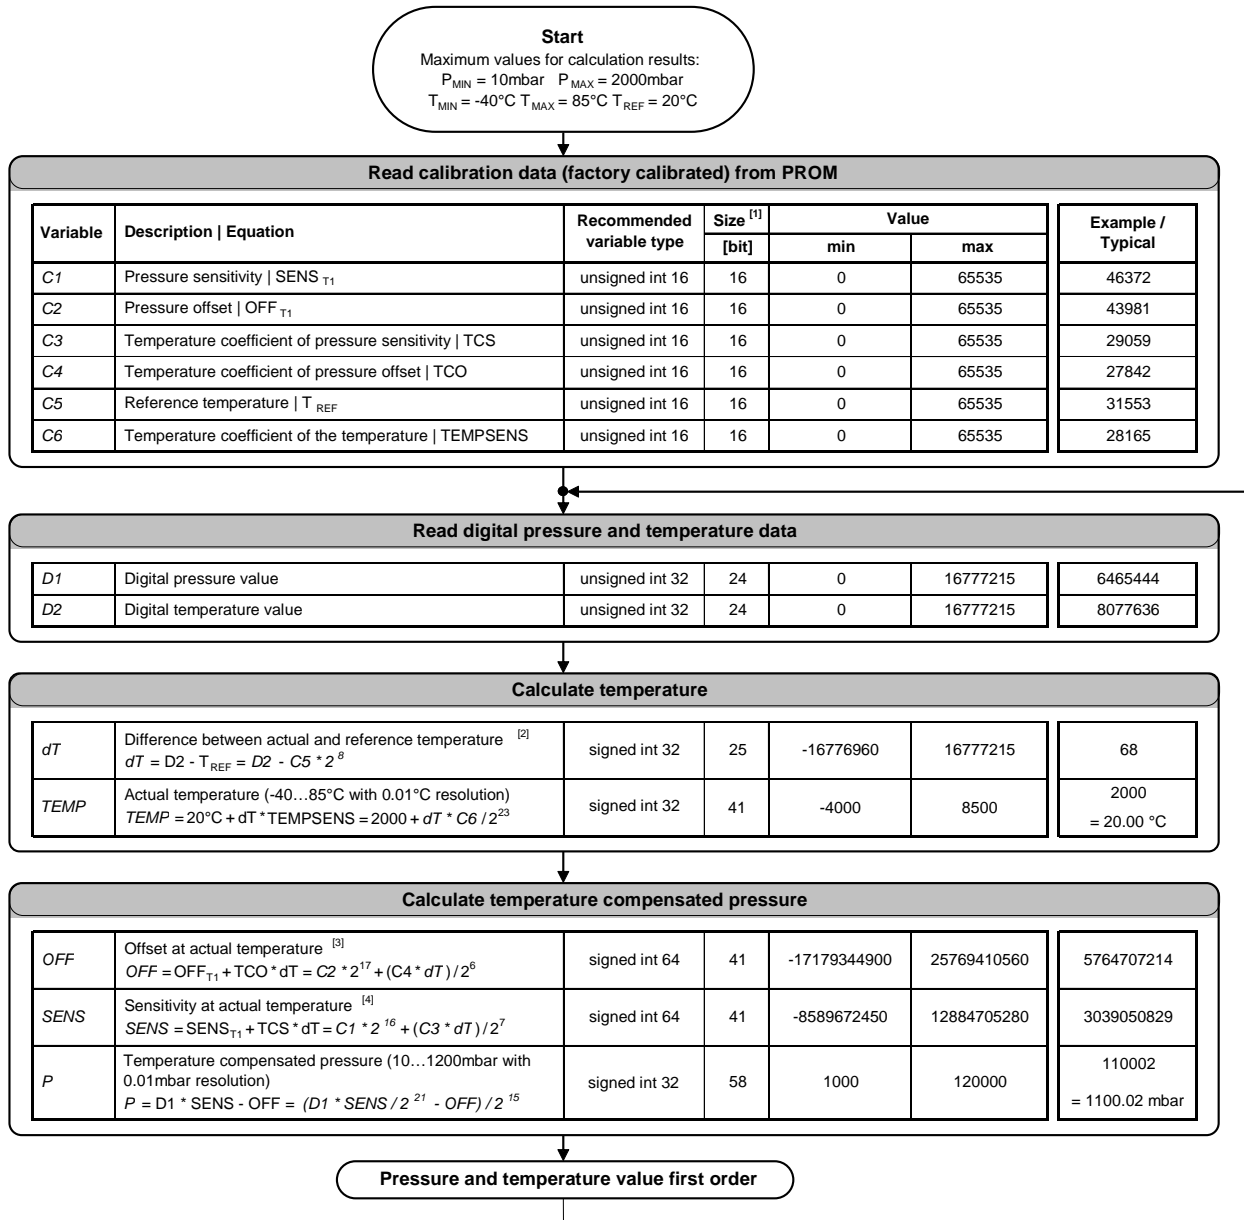 Start
Maximum values for calculation results:
P MIN = 10mbar P MAX = 2000mbar
T MIN = -40°C T MAX = 85°C T REF = 20°C
Read calibration data (factory calibrated) from PROM
Variable Description | Equation Recommended variable type Size [1] [bit] Value min max Example / Typical
C1 Pressure sensitivity | SENS T1 unsigned int 16 16 0 65535 46372
C2 Pressure offset | OFF T1 unsigned int 16 16 0 65535 43981
C3 Temperature coefficient of pressure sensitivity | TCS unsigned int 16 16 0 65535 29059
C4 Temperature coefficient of pressure offset | TCO unsigned int 16 16 0 65535 27842
C5 Reference temperature | T REF unsigned int 16 16 0 65535 31553
C6 Temperature coefficient of the temperature | TEMPSENS unsigned int 16 16 0 65535 28165
Read digital pressure and temperature data
D1 Digital pressure value unsigned int 32 24 0 16777215 6465444
D2 Digital temperature value unsigned int 32 24 0 16777215 8077636
Calculate temperature
dT Difference between actual and reference temperature [2] signed int 32 25 -16776960 16777215 68
dT = D2 - T REF = D2 - C5 * 2^8
TEMP Actual temperature (-40…85°C with 0.01°C resolution) signed int 32 41 -4000 8500 2000
TEMP = 20°C + dT * TEMPSENS = 2000 + dT * C6 / 2^23 = 20.00 °C
Calculate temperature compensated pressure
OFF Offset at actual temperature [3] signed int 64 41 -17179344900 25769410560 5764707214
OFF = OFF T1 + TCO * dT = C2 * 2^17 + (C4 * dT) / 2^6
SENS Sensitivity at actual temperature [4] signed int 64 41 -8589672450 12884705280 3039050829
SENS = SENS T1 + TCS * dT = C1 * 2^16 + (C3 * dT) / 2^7
P Temperature compensated pressure (10…1200mbar with signed int 32 58 1000 120000 110002
0.01mbar resolution)
P = D1 * SENS - OFF = (D1 * SENS / 2^21 - OFF) / 2^15 = 1100.02 mbar
Pressure and temperature value first order